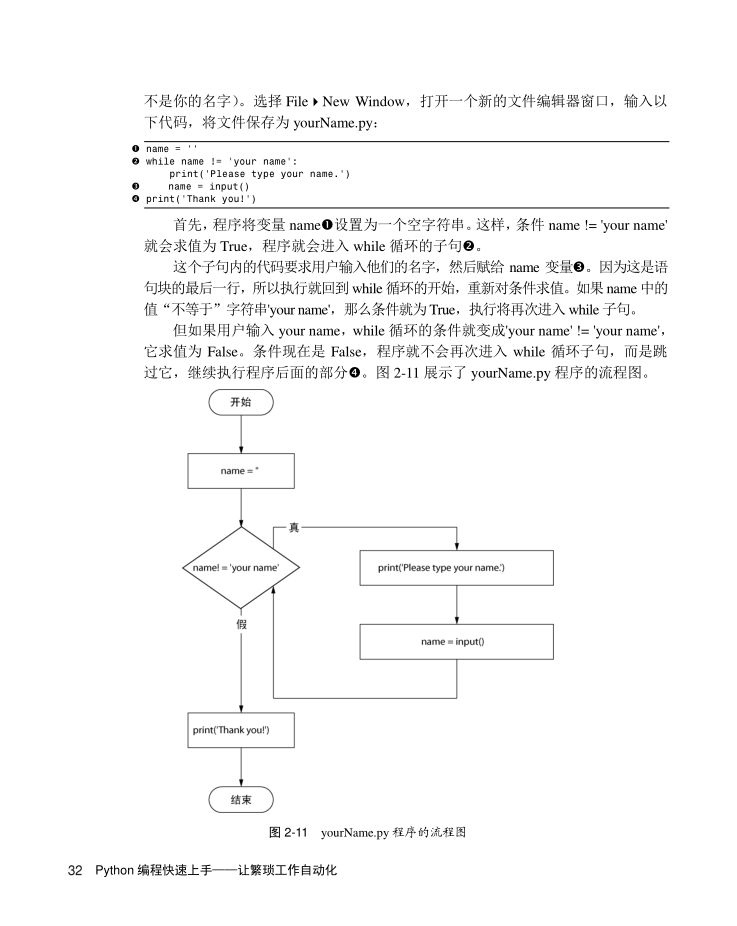 不是你的名字）。选择 File▶New Window，打开一个新的文件编辑器窗口，输入以
下代码，将文件保存为 yourName.py：
❶ name = ''
❷ while name != 'your name':
print('Please type your name.')
❸ name = input()
❹ print('Thank you!')
首先，程序将变量 name❶设置为一个空字符串。这样，条件 name != 'your name'
就会求值为 True，程序就会进入 while 循环的子句❷。
这个子句内的代码要求用户输入他们的名字，然后赋给 name 变量❸。因为这是语
句块的最后一行，所以执行就回到 while 循环的开始，重新对条件求值。如果 name 中的
值“不等于”字符串'your name'，那么条件就为 True，执行将再次进入 while 子句。
但如果用户输入 your name，while 循环的条件就变成'your name' != 'your name'，
它求值为 False。条件现在是 False，程序就不会再次进入 while 循环子句，而是跳
过它，继续执行程序后面的部分❹。图 2-11 展示了 yourName.py 程序的流程图。
开始
name = ''
真
name! = 'your name'
print('Please type your name.')
假
name = input()
print('Thank you!')
结束
图 2-11 yourName.py 程序的流程图
32 Python 编程快速上手——让繁琐工作自动化